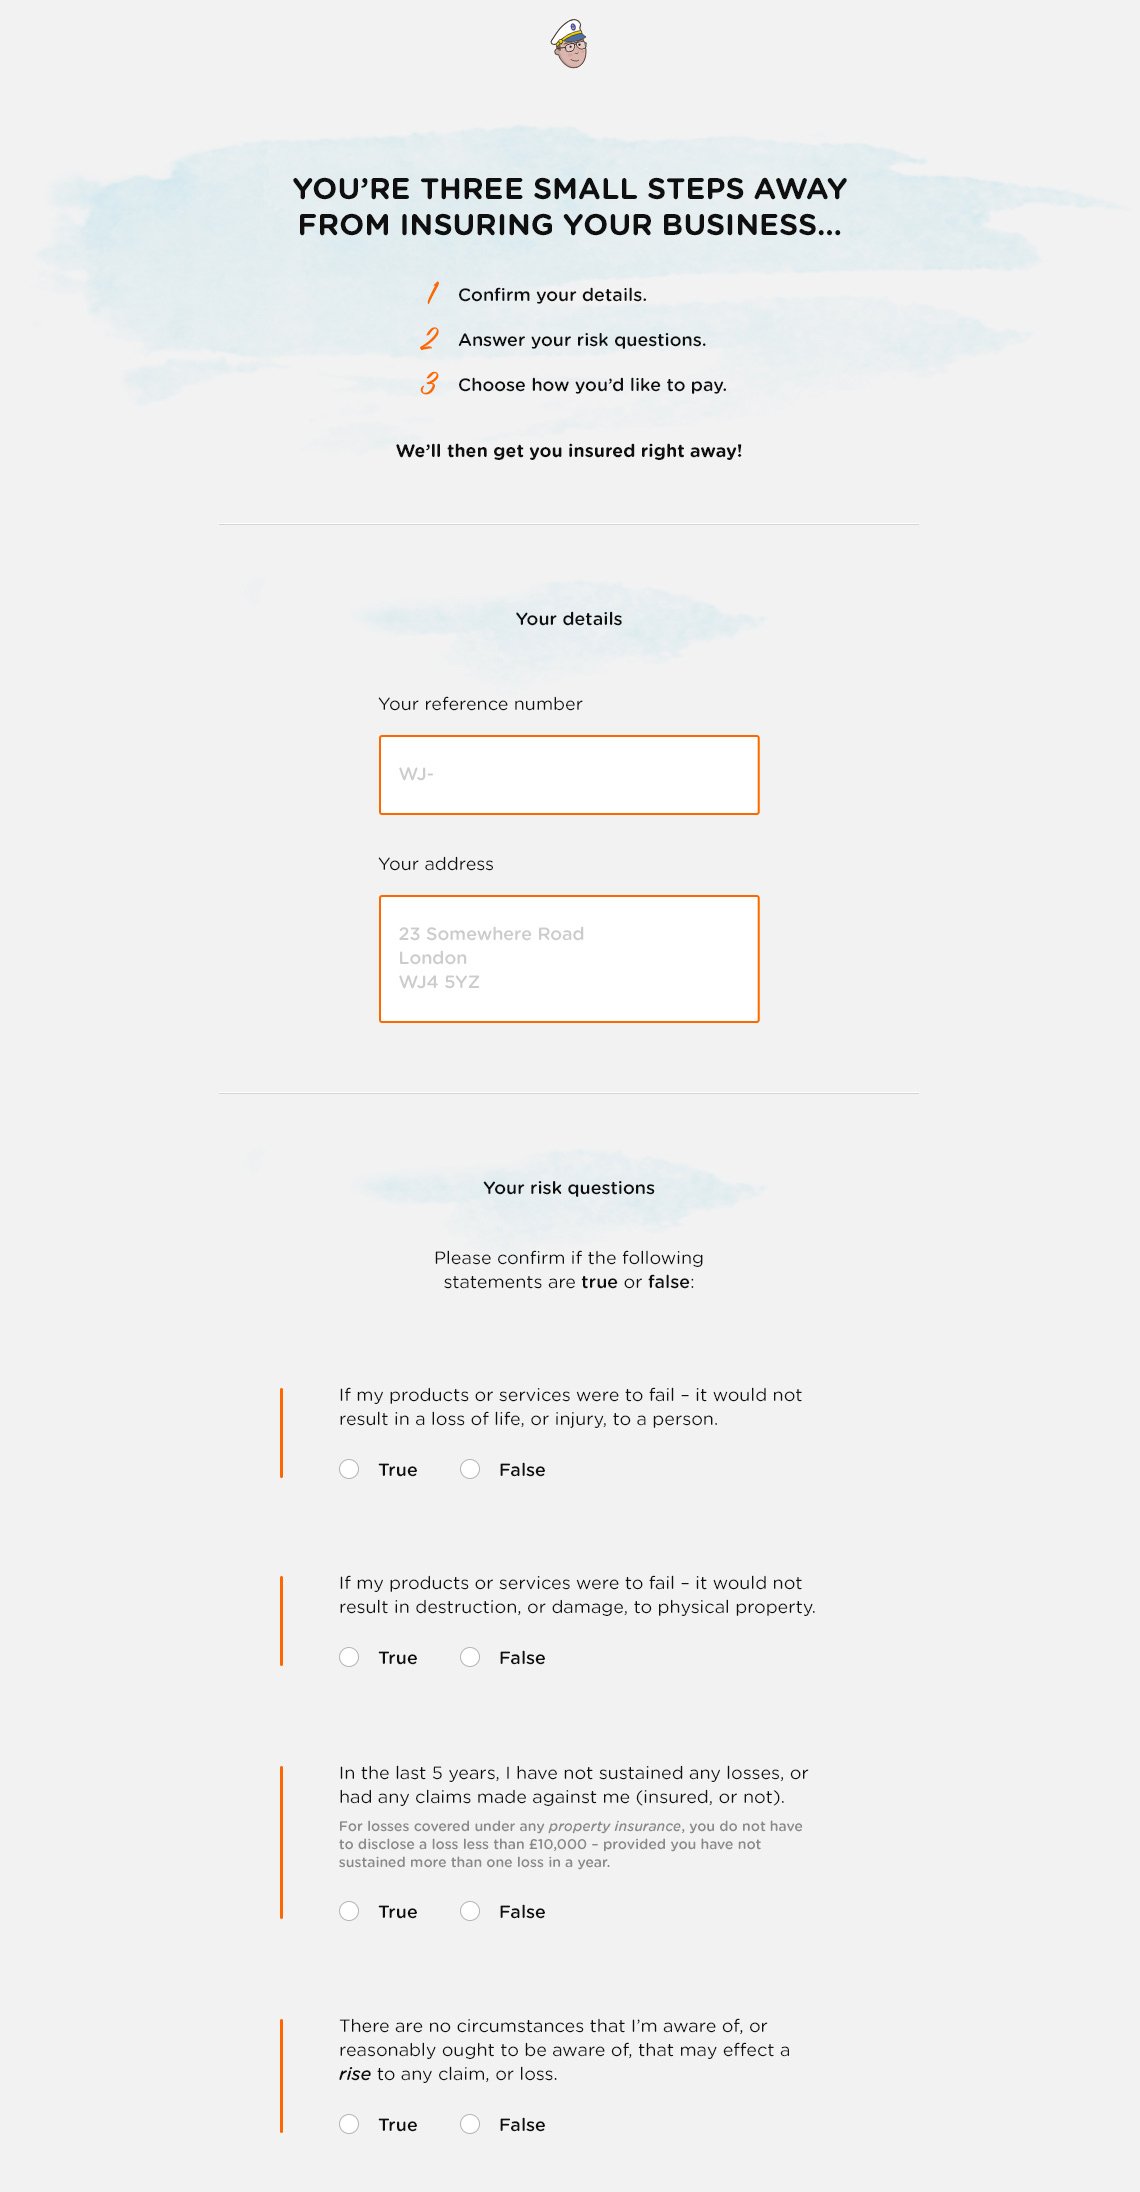 YOU’RE THREE SMALL STEPS AWAY
FROM INSURING YOUR BUSINESS...
1 Confirm your details.
2 Answer your risk questions.
3 Choose how you’d like to pay.
We’ll then get you insured right away!
Your details
Your reference number
WJ-
Your address
23 Somewhere Road
London
WJ4 5YZ
Your risk questions
Please confirm if the following
statements are true or false:
If my products or services were to fail – it would not
result in a loss of life, or injury, to a person.
True False
If my products or services were to fail – it would not
result in destruction, or damage, to physical property.
True False
In the last 5 years, I have not sustained any losses, or
had any claims made against me (insured, or not).
For losses covered under any property insurance, you do not have
to disclose a loss less than £10,000 – provided you have not
sustained more than one loss in a year.
True False
There are no circumstances that I’m aware of, or
reasonably ought to be aware of, that may effect a
rise to any claim, or loss.
True False